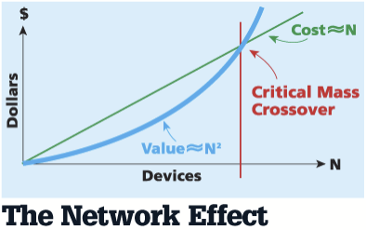 $
Cost≈N
Critical Mass
Crossover
Dollars
Value≈N²
N
Devices
The Network Effect